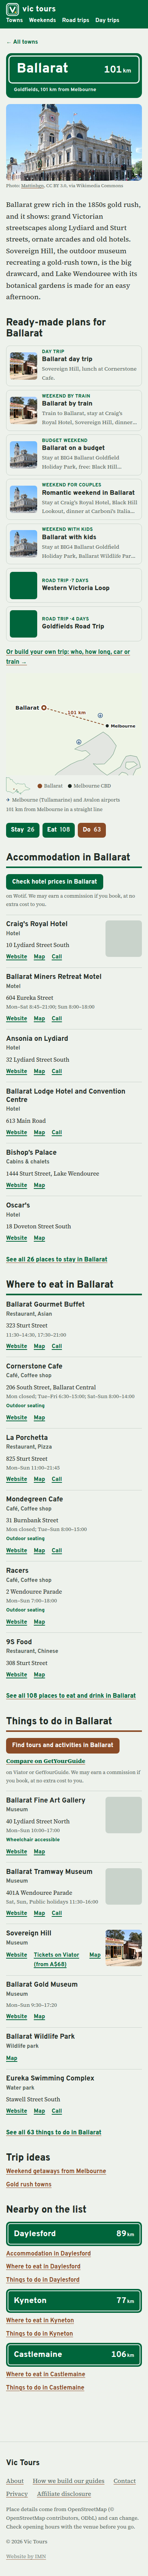 vic tours
Towns Weekends Road trips Day trips
← All towns
Ballarat 101 km
Goldfields, 101 km from Melbourne
Photo: Mattinbgn, CC BY 3.0, via Wikimedia Commons
Ballarat grew rich in the 1850s gold rush,
and it still shows: grand Victorian
streetscapes along Lydiard and Sturt
streets, ornate arcades and old hotels.
Sovereign Hill, the outdoor museum
recreating a gold-rush town, is the big
drawcard, and Lake Wendouree with its
botanical gardens is made for an easy
afternoon.
Ready-made plans for
Ballarat
DAY TRIP
Ballarat day trip
Sovereign Hill, lunch at Cornerstone
Cafe.
WEEKEND BY TRAIN
Ballarat by train
Train to Ballarat, stay at Craig's
Royal Hotel, Sovereign Hill, dinner…
BUDGET WEEKEND
Ballarat on a budget
Stay at BIG4 Ballarat Goldfield
Holiday Park, free: Black Hill…
WEEKEND FOR COUPLES
Romantic weekend in Ballarat
Stay at Craig's Royal Hotel, Black Hill
Lookout, dinner at Carboni's Italia…
WEEKEND WITH KIDS
Ballarat with kids
Stay at BIG4 Ballarat Goldfield
Holiday Park, Ballarat Wildlife Par…
ROAD TRIP · 7 DAYS
Western Victoria Loop
ROAD TRIP · 4 DAYS
Goldfields Road Trip
Or build your own trip: who, how long, car or
train →
Ballarat
101 km
Melbourne
Ballarat Melbourne CBD
✈ Melbourne (Tullamarine) and Avalon airports
101 km from Melbourne in a straight line
Stay 26 Eat 108 Do 63
Accommodation in Ballarat
Check hotel prices in Ballarat
on Wotif. We may earn a commission if you book, at no
extra cost to you.
Craig's Royal Hotel
Hotel
10 Lydiard Street South
Website Map Call
Ballarat Miners Retreat Motel
Motel
604 Eureka Street
Mon–Sat 8:45–21:00; Sun 8:00–18:00
Website Map Call
Ansonia on Lydiard
Hotel
32 Lydiard Street South
Website Map Call
Ballarat Lodge Hotel and Convention
Centre
Hotel
613 Main Road
Website Map Call
Bishop's Palace
Cabins & chalets
1444 Sturt Street, Lake Wendouree
Website Map
Oscar's
Hotel
18 Doveton Street South
Website Map Call
See all 26 places to stay in Ballarat
Where to eat in Ballarat
Ballarat Gourmet Buffet
Restaurant, Asian
323 Sturt Street
11:30–14:30, 17:30–21:00
Website Map Call
Cornerstone Cafe
Café, Coffee shop
206 South Street, Ballarat Central
Mon closed; Tue–Fri 6:30–15:00; Sat–Sun 8:00–14:00
Outdoor seating
Website Map
La Porchetta
Restaurant, Pizza
825 Sturt Street
Mon–Sun 11:00–21:45
Website Map Call
Mondegreen Cafe
Café, Coffee shop
31 Burnbank Street
Mon closed; Tue–Sun 8:00–15:00
Outdoor seating
Website Map Call
Racers
Café, Coffee shop
2 Wendouree Parade
Mon–Sun 7:00–18:00
Outdoor seating
Website Map
9S Food
Restaurant, Chinese
308 Sturt Street
Website Map
See all 108 places to eat and drink in Ballarat
Things to do in Ballarat
Find tours and activities in Ballarat
Compare on GetYourGuide
on Viator or GetYourGuide. We may earn a commission if
you book, at no extra cost to you.
Ballarat Fine Art Gallery
Museum
40 Lydiard Street North
Mon–Sun 10:00–17:00
Wheelchair accessible
Website Map
Ballarat Tramway Museum
Museum
401A Wendouree Parade
Sat, Sun, Public holidays 11:30–16:00
Website Map Call
Sovereign Hill
Museum
Website Tickets on Viator Map
(from A$68)
Ballarat Gold Museum
Museum
Mon–Sun 9:30–17:20
Website Map
Ballarat Wildlife Park
Wildlife park
Map
Eureka Swimming Complex
Water park
Stawell Street South
Website Map Call
See all 63 things to do in Ballarat
Trip ideas
Weekend getaways from Melbourne
Gold rush towns
Nearby on the list
Daylesford 89 km
Accommodation in Daylesford
Where to eat in Daylesford
Things to do in Daylesford
Kyneton 77 km
Where to eat in Kyneton
Things to do in Kyneton
Castlemaine 106 km
Where to eat in Castlemaine
Things to do in Castlemaine
Vic Tours
About How we build our guides Contact
Privacy Affiliate disclosure
Place details come from OpenStreetMap (©
OpenStreetMap contributors, ODbL) and can change.
Check opening hours with the venue before you go.
© 2026 Vic Tours
Website by IMN